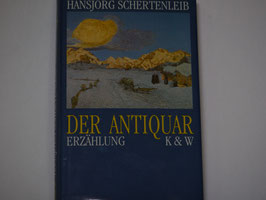 HANSJÖRG SCHERTENLEIB
DER ANTIQUAR
ERZÄHLUNG K & W